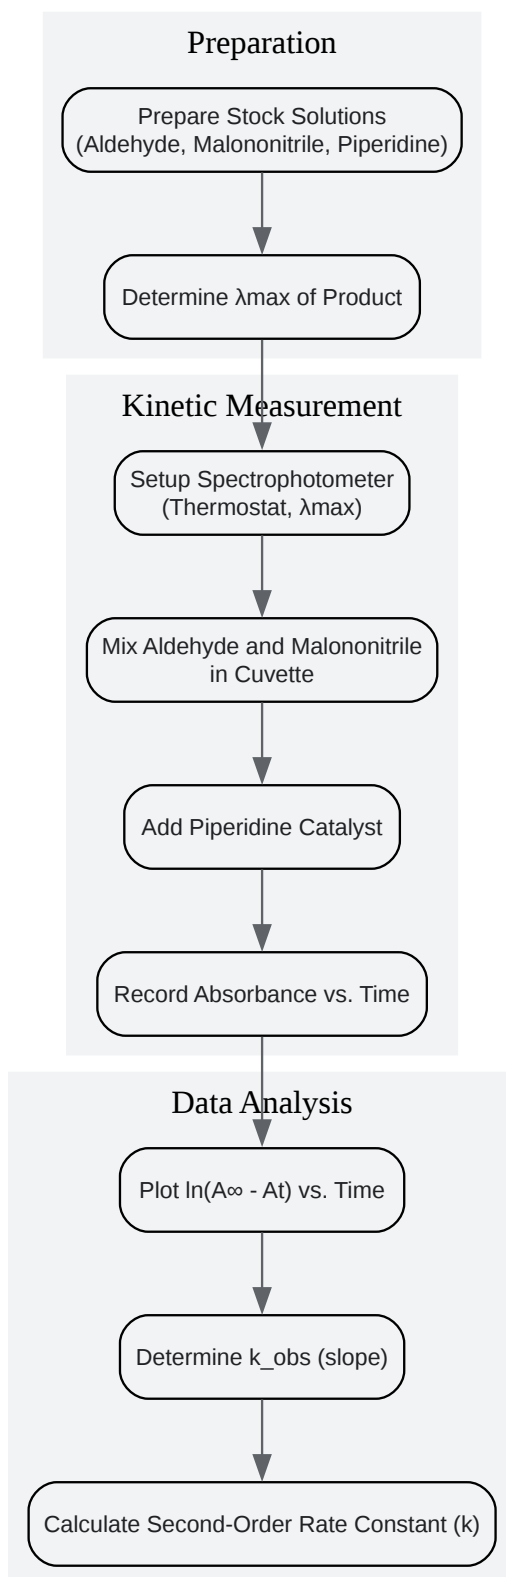 Preparation
Prepare Stock Solutions
(Aldehyde, Malononitrile, Piperidine)
Determine λmax of Product
Kinetic Measurement
Setup Spectrophotometer
(Thermostat, λmax)
Mix Aldehyde and Malononitrile
in Cuvette
Add Piperidine Catalyst
Record Absorbance vs. Time
Data Analysis
Plot ln(A∞ - At) vs. Time
Determine k_obs (slope)
Calculate Second-Order Rate Constant (k)